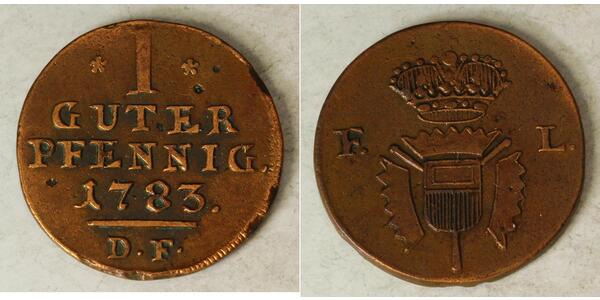 * 1 *
GUTER
PFENNIG.
1783.
D.F.
F. L.